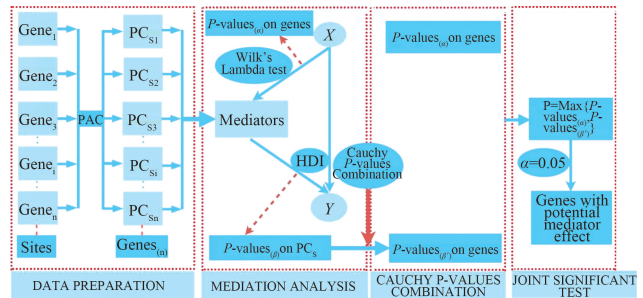 Gene1
Gene2
Gene3
Genei
Genen
Sites
PAC
PCS1
PCS2
PCS3
PCSi
PCSn
Genes(n)
DATA PREPARATION
P-values(α) on genes
X
Wilk's
Lambda test
Mediators
HDI
Y
P-values(β) on PCS
MEDIATION ANALYSIS
P-values(α) on genes
Cauchy
P-values
Combination
P-values(β') on genes
CAUCHY P-VALUES
COMBINATION
P=Max{P-
values(α),P-
values(β')}
α=0.05
Genes with
potential
mediator
effect
JOINT SIGNIFICANT
TEST